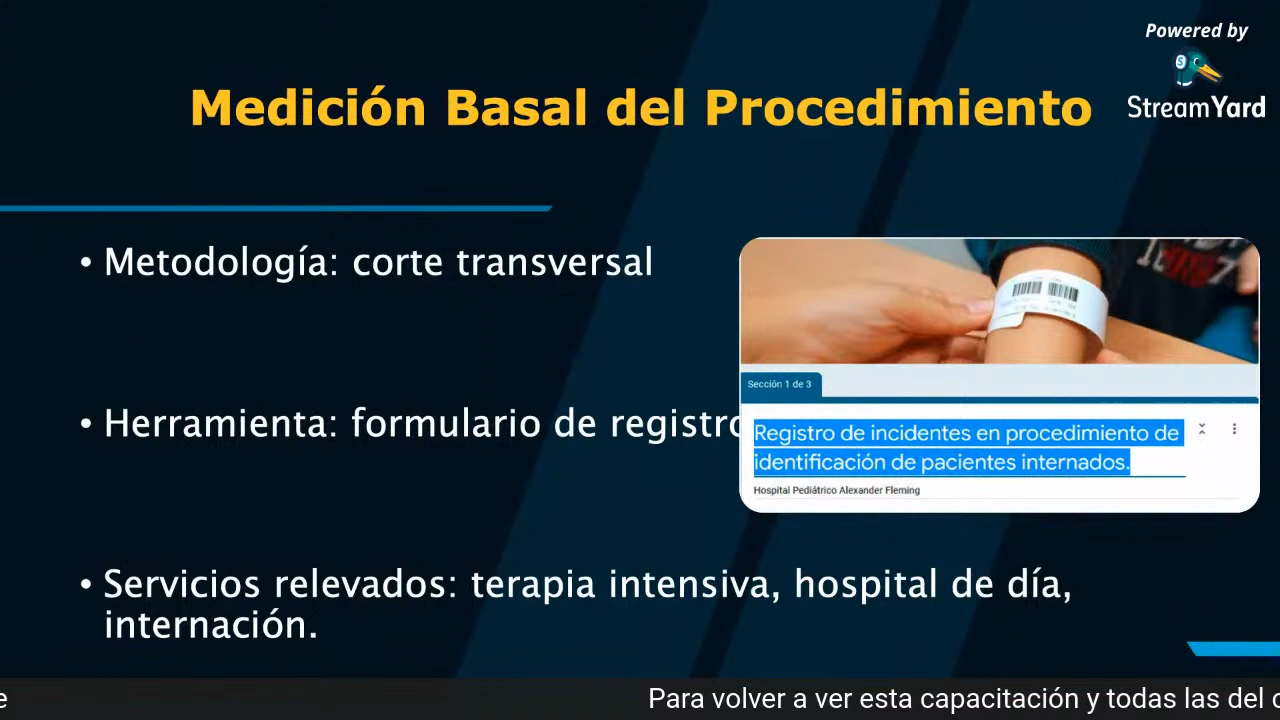 Powered by
StreamYard
Medición Basal del Procedimiento
• Metodología: corte transversal
• Herramienta: formulario de registro
Sección 1 de 3
Registro de incidentes en procedimiento de
identificación de pacientes internados.
Hospital Pediátrico Alexander Fleming
• Servicios relevados: terapia intensiva, hospital de día,
internación.
e
Para volver a ver esta capacitación y todas las del